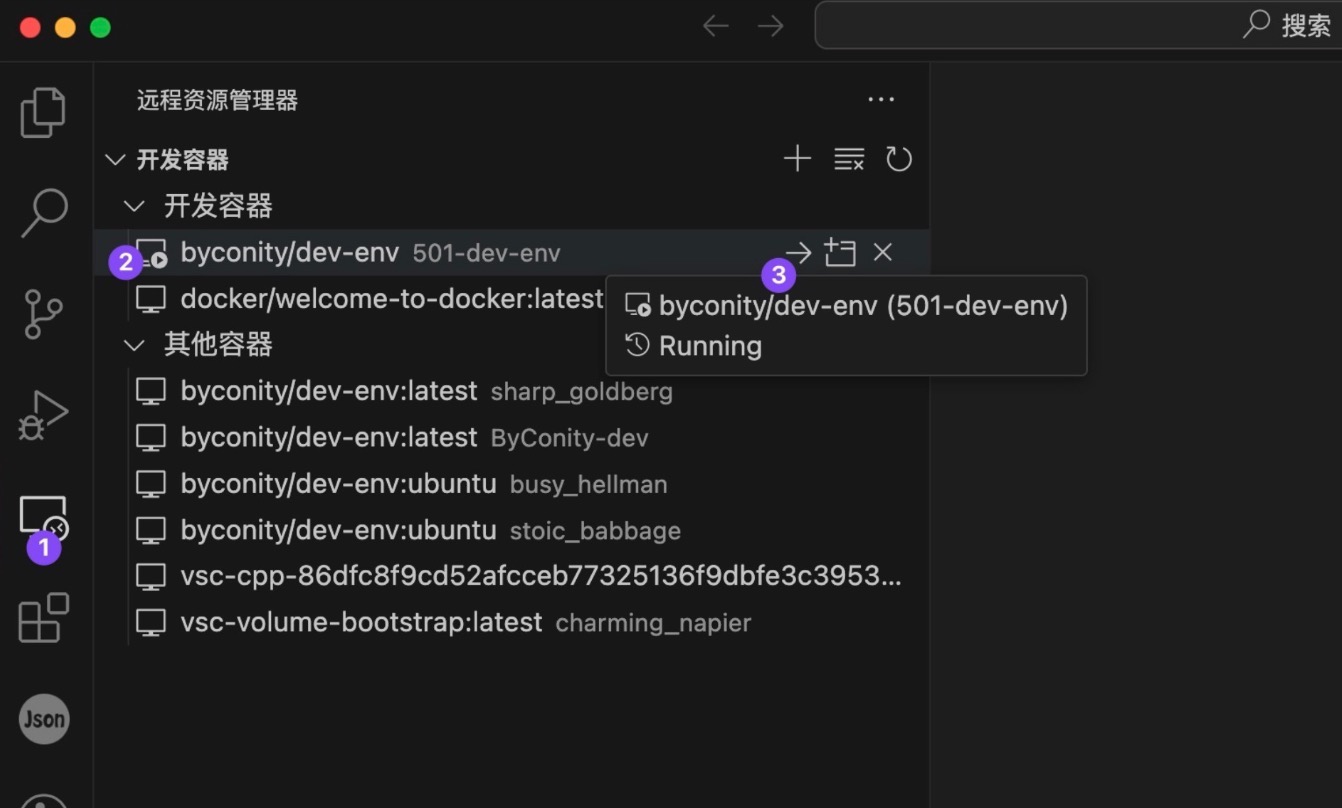 搜索
远程资源管理器
开发容器
开发容器
2 byconity/dev-env 501-dev-env
3
docker/welcome-to-docker:latest
byconity/dev-env (501-dev-env)
Running
其他容器
byconity/dev-env:latest sharp_goldberg
byconity/dev-env:latest ByConity-dev
byconity/dev-env:ubuntu busy_hellman
byconity/dev-env:ubuntu stoic_babbage
1
vsc-cpp-86dfc8f9cd52afcceb77325136f9dbfe3c3953...
vsc-volume-bootstrap:latest charming_napier
Json